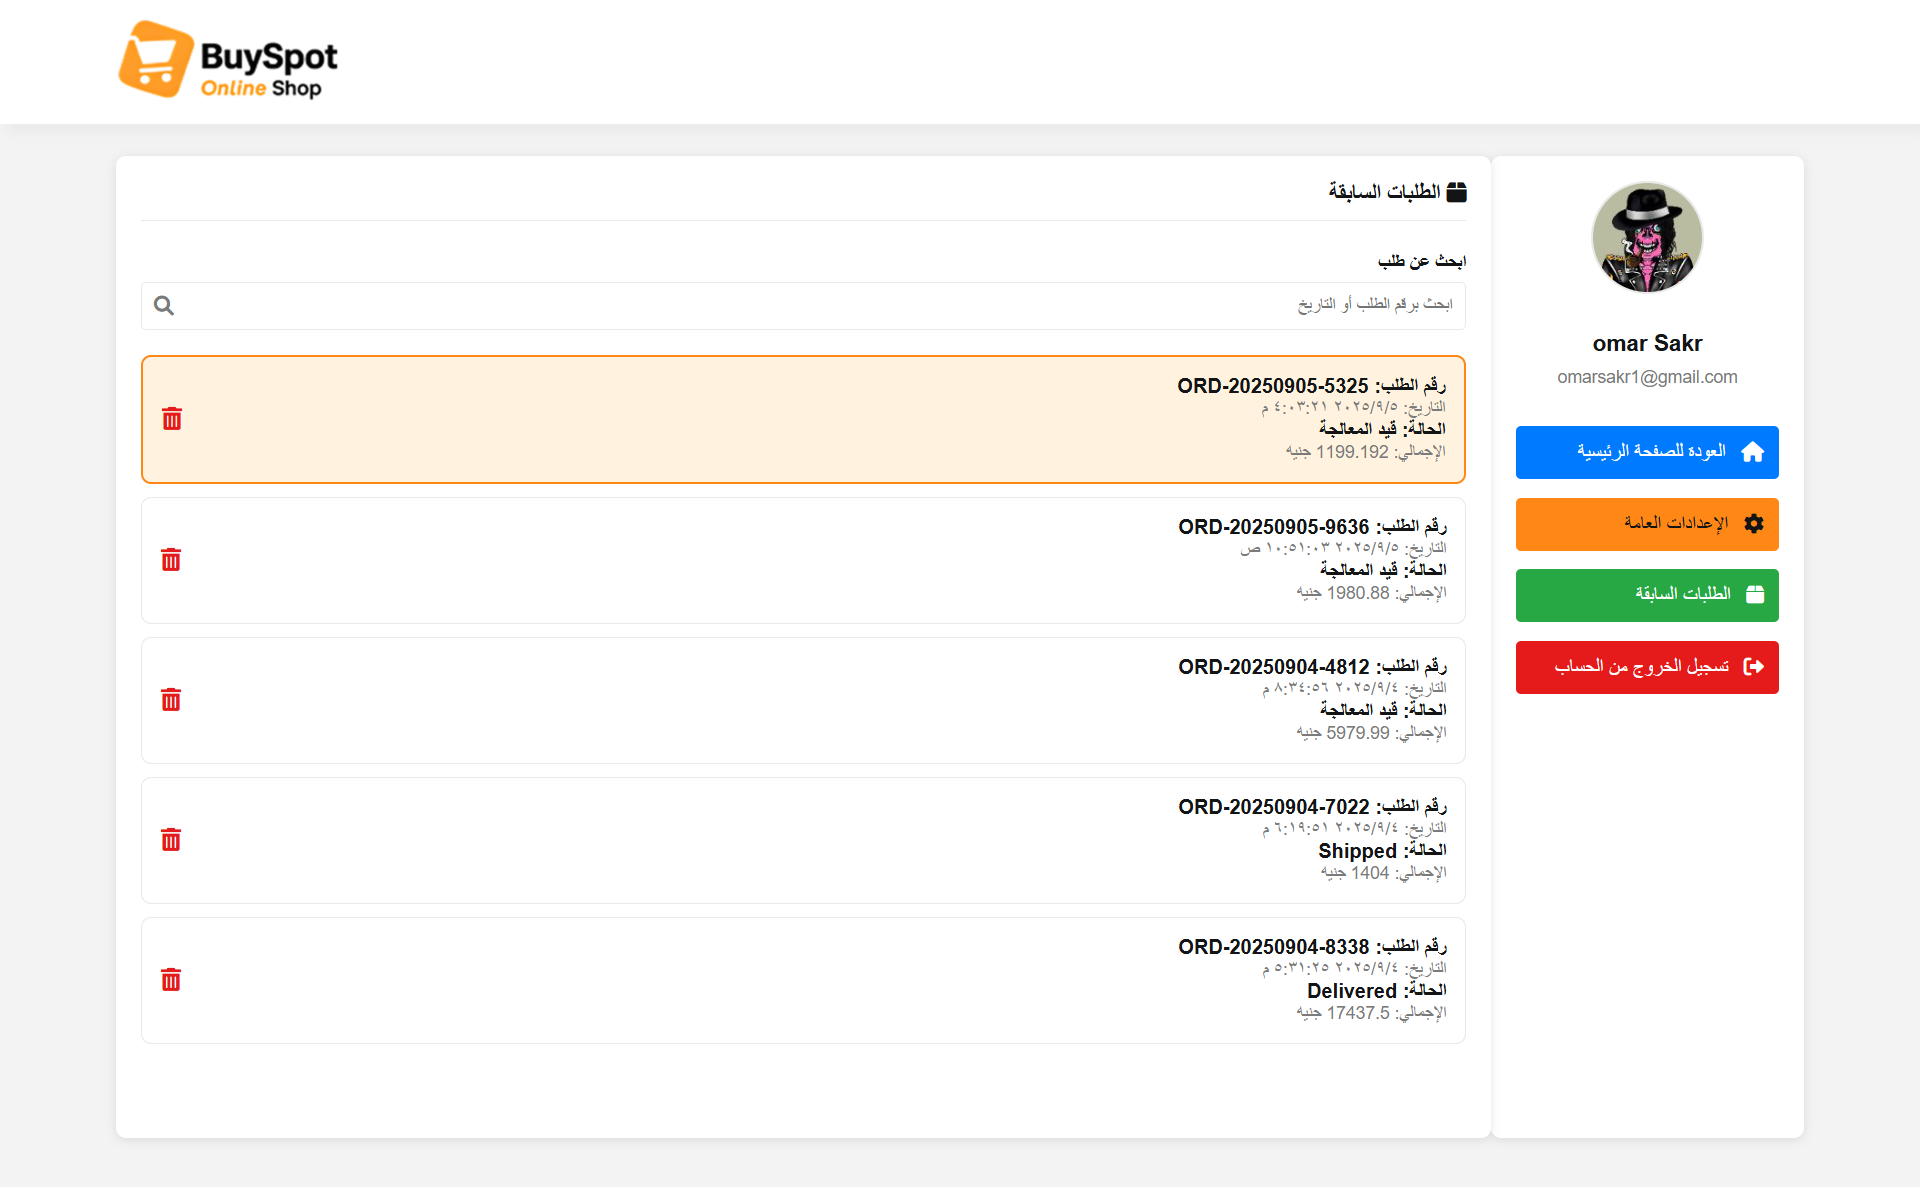 BuySpot
Online Shop
omar Sakr
omarsakr1@gmail.com
العودة للصفحة الرئيسية
الإعدادات العامة
الطلبات السابقة
تسجيل الخروج من الحساب
الطلبات السابقة
ابحث عن طلب
ابحث برقم الطلب أو التاريخ
رقم الطلب: ORD-20250905-5325
التاريخ: ٢٠٢٥/٩/٥ ٤:٠٣:٢١ م
الحالة: قيد المعالجة
الإجمالي: 1199.192 جنيه
رقم الطلب: ORD-20250905-9636
التاريخ: ٢٠٢٥/٩/٥ ١٠:٥١:٠٣ ص
الحالة: قيد المعالجة
الإجمالي: 1980.88 جنيه
رقم الطلب: ORD-20250904-4812
التاريخ: ٢٠٢٥/٩/٤ ٨:٣٤:٥٦ م
الحالة: قيد المعالجة
الإجمالي: 5979.99 جنيه
رقم الطلب: ORD-20250904-7022
التاريخ: ٢٠٢٥/٩/٤ ٦:١٩:٥١ م
الحالة: Shipped
الإجمالي: 1404 جنيه
رقم الطلب: ORD-20250904-8338
التاريخ: ٢٠٢٥/٩/٤ ٥:٣١:٢٥ م
الحالة: Delivered
الإجمالي: 17437.5 جنيه